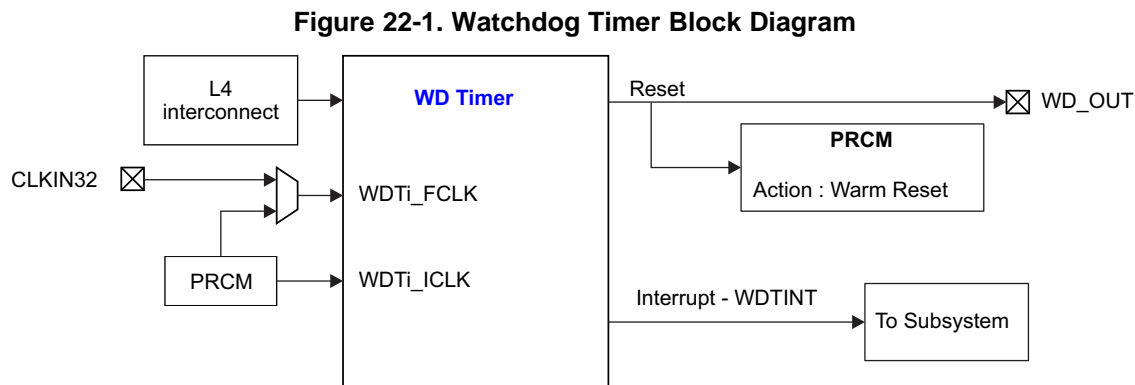 Figure 22-1. Watchdog Timer Block Diagram
L4
interconnect
WD Timer
Reset
WD_OUT
PRCM
Action : Warm Reset
CLKIN32
WDTi_FCLK
PRCM
WDTi_ICLK
Interrupt - WDTINT
To Subsystem